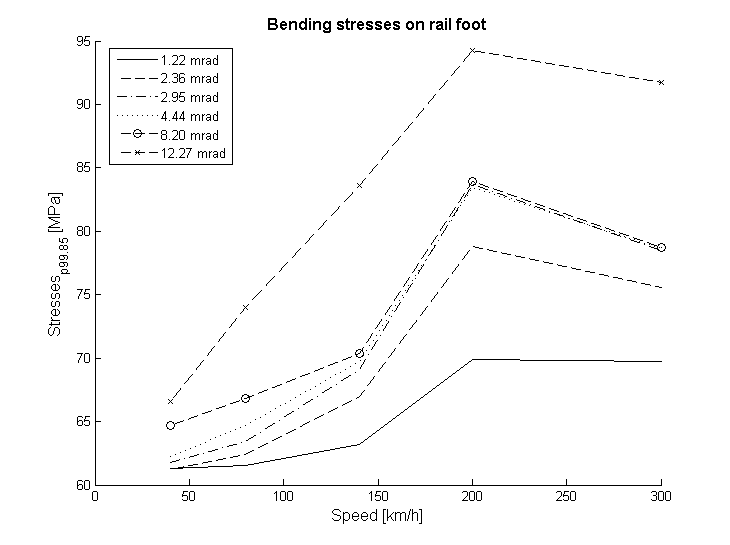 Bending stresses on rail foot
95
90
85
80
75
70
65
60
1.22 mrad
2.36 mrad
2.95 mrad
4.44 mrad
8.20 mrad
12.27 mrad
Stresses p99.85 [MPa]
0 50 100 150 200 250 300
Speed [km/h]